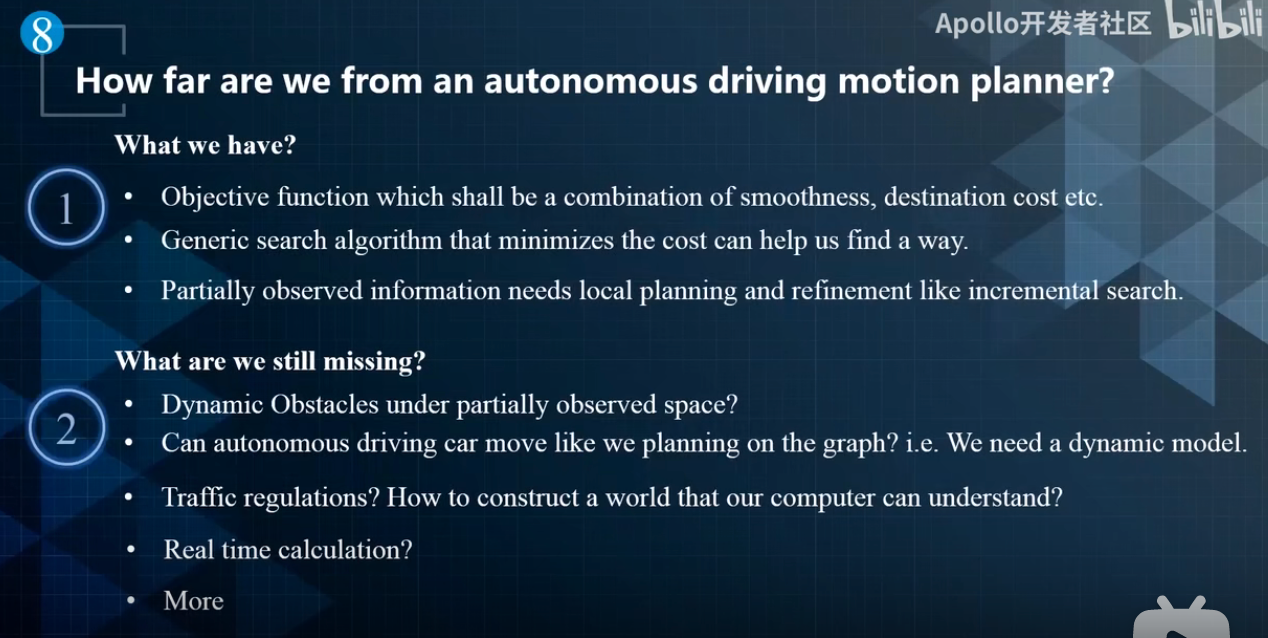 8
Apollo开发者社区 bilibili
How far are we from an autonomous driving motion planner?
What we have?
1
• Objective function which shall be a combination of smoothness, destination cost etc.
• Generic search algorithm that minimizes the cost can help us find a way.
• Partially observed information needs local planning and refinement like incremental search.
What are we still missing?
2
• Dynamic Obstacles under partially observed space?
• Can autonomous driving car move like we planning on the graph? i.e. We need a dynamic model.
• Traffic regulations? How to construct a world that our computer can understand?
• Real time calculation?
• More